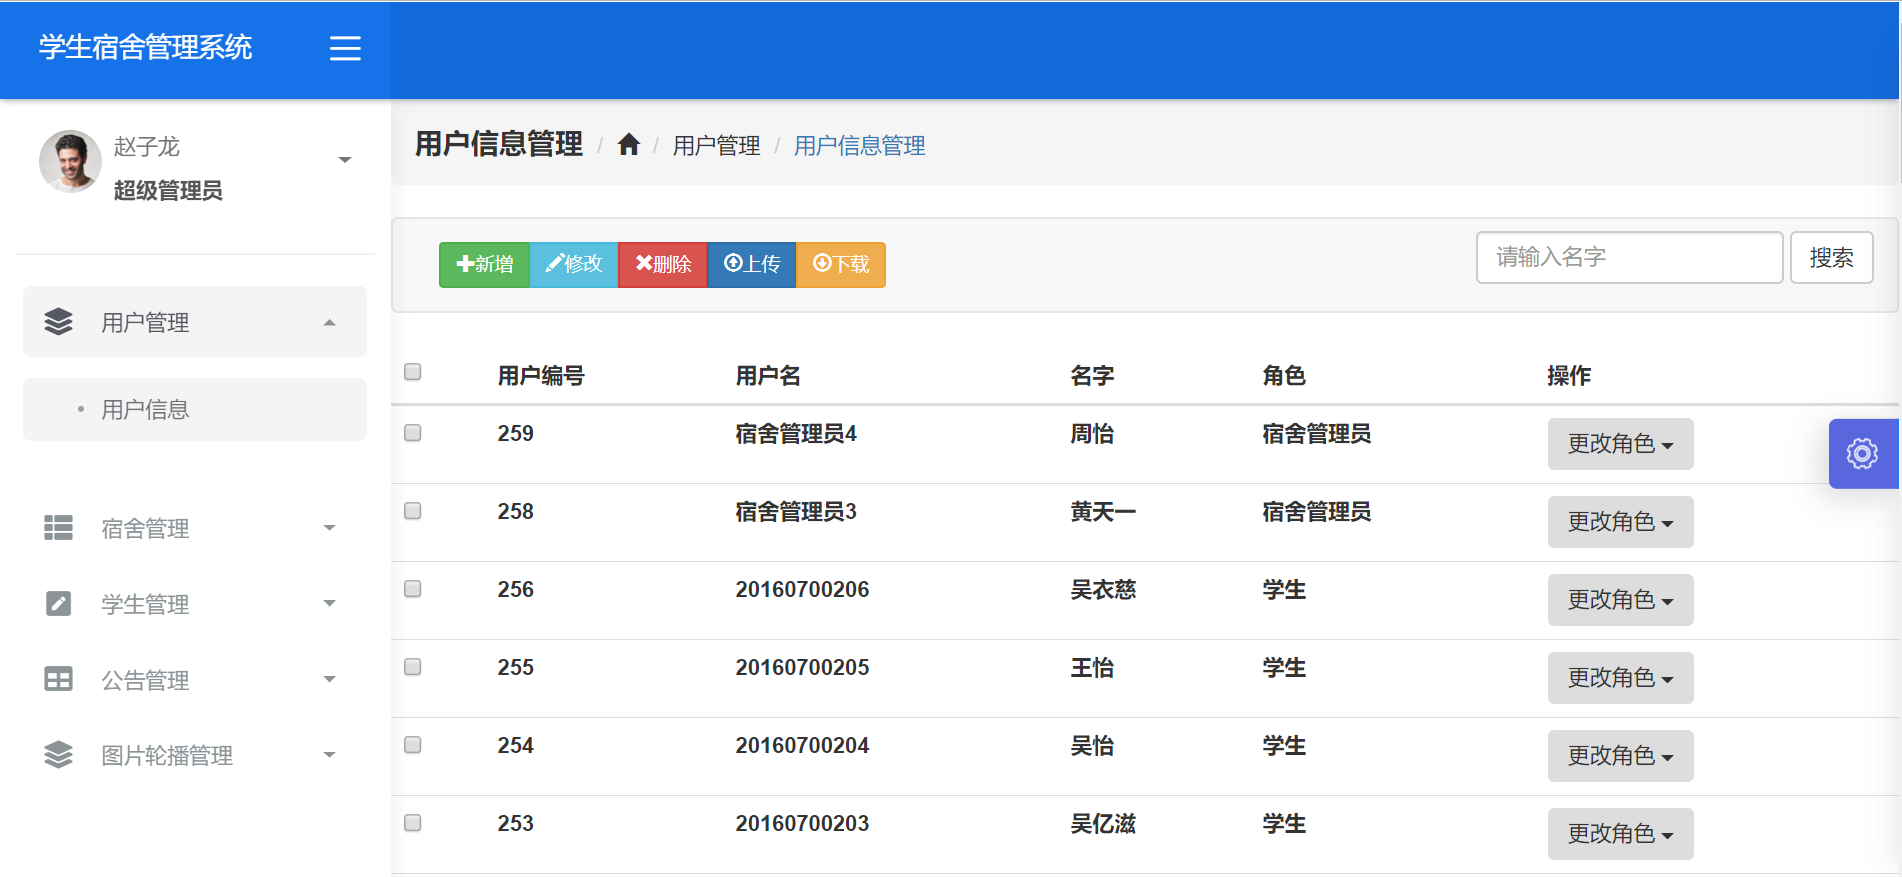 学生宿舍管理系统
赵子龙
超级管理员
用户管理
用户信息
宿舍管理
学生管理
公告管理
图片轮播管理
用户信息管理 / / 用户管理 / 用户信息管理
新增 修改 删除 上传 下载 请输入名字 搜索
用户编号 用户名 名字 角色 操作
259 宿舍管理员4 周怡 宿舍管理员 更改角色
258 宿舍管理员3 黄天一 宿舍管理员 更改角色
256 20160700206 吴衣慈 学生 更改角色
255 20160700205 王怡 学生 更改角色
254 20160700204 吴怡 学生 更改角色
253 20160700203 吴亿滋 学生 更改角色